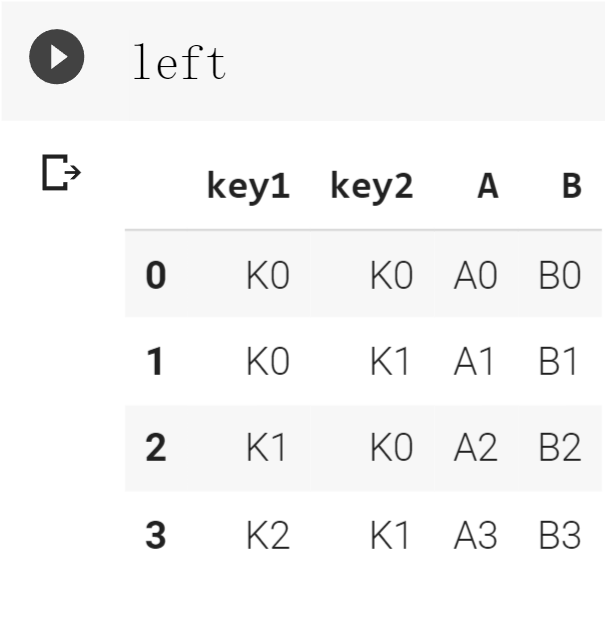 left
key1 key2 A B
0 K0 K0 A0 B0
1 K0 K1 A1 B1
2 K1 K0 A2 B2
3 K2 K1 A3 B3